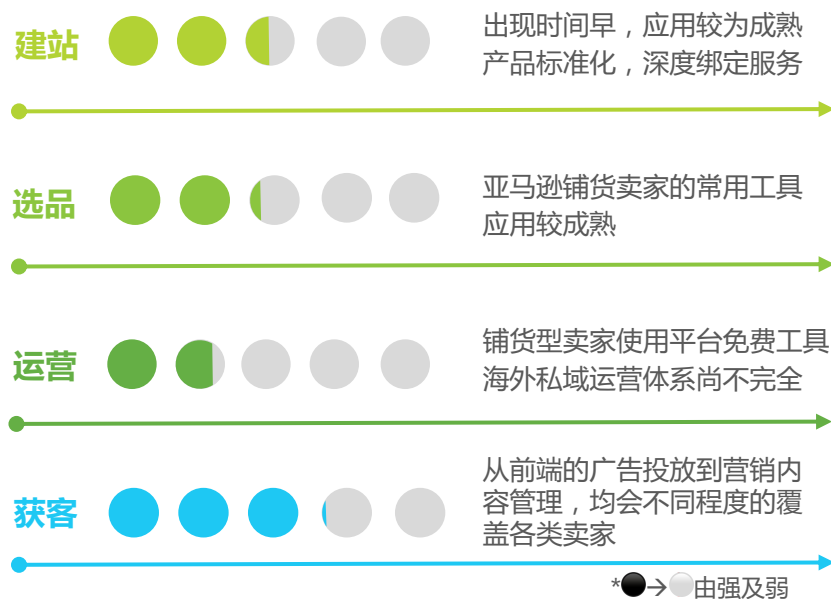 建站
出现时间早，应用较为成熟
产品标准化，深度绑定服务
选品
亚马逊铺货卖家的常用工具
应用较成熟
运营
铺货型卖家使用平台免费工具
海外私域运营体系尚不完全
获客
从前端的广告投放到营销内
容管理，均会不同程度的覆
盖各类卖家
*●→●由强及弱